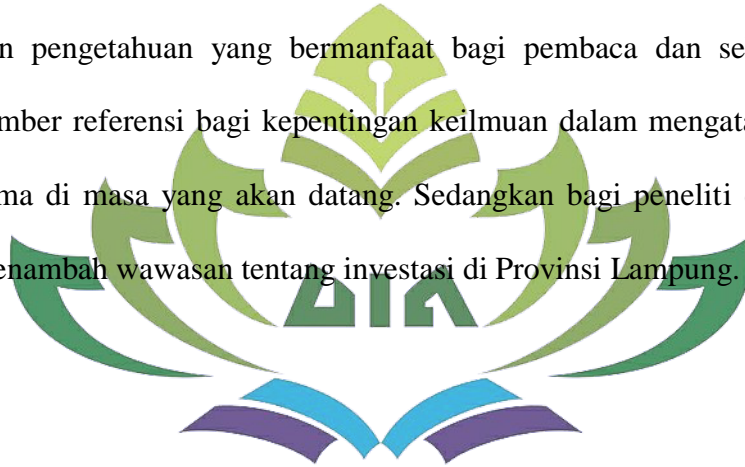 n pengetahuan yang bermanfaat bagi pembaca dan se
mber referensi bagi kepentingan keilmuan dalam mengata
ma di masa yang akan datang. Sedangkan bagi peneliti
enambah wawasan tentang investasi di Provinsi Lampung.